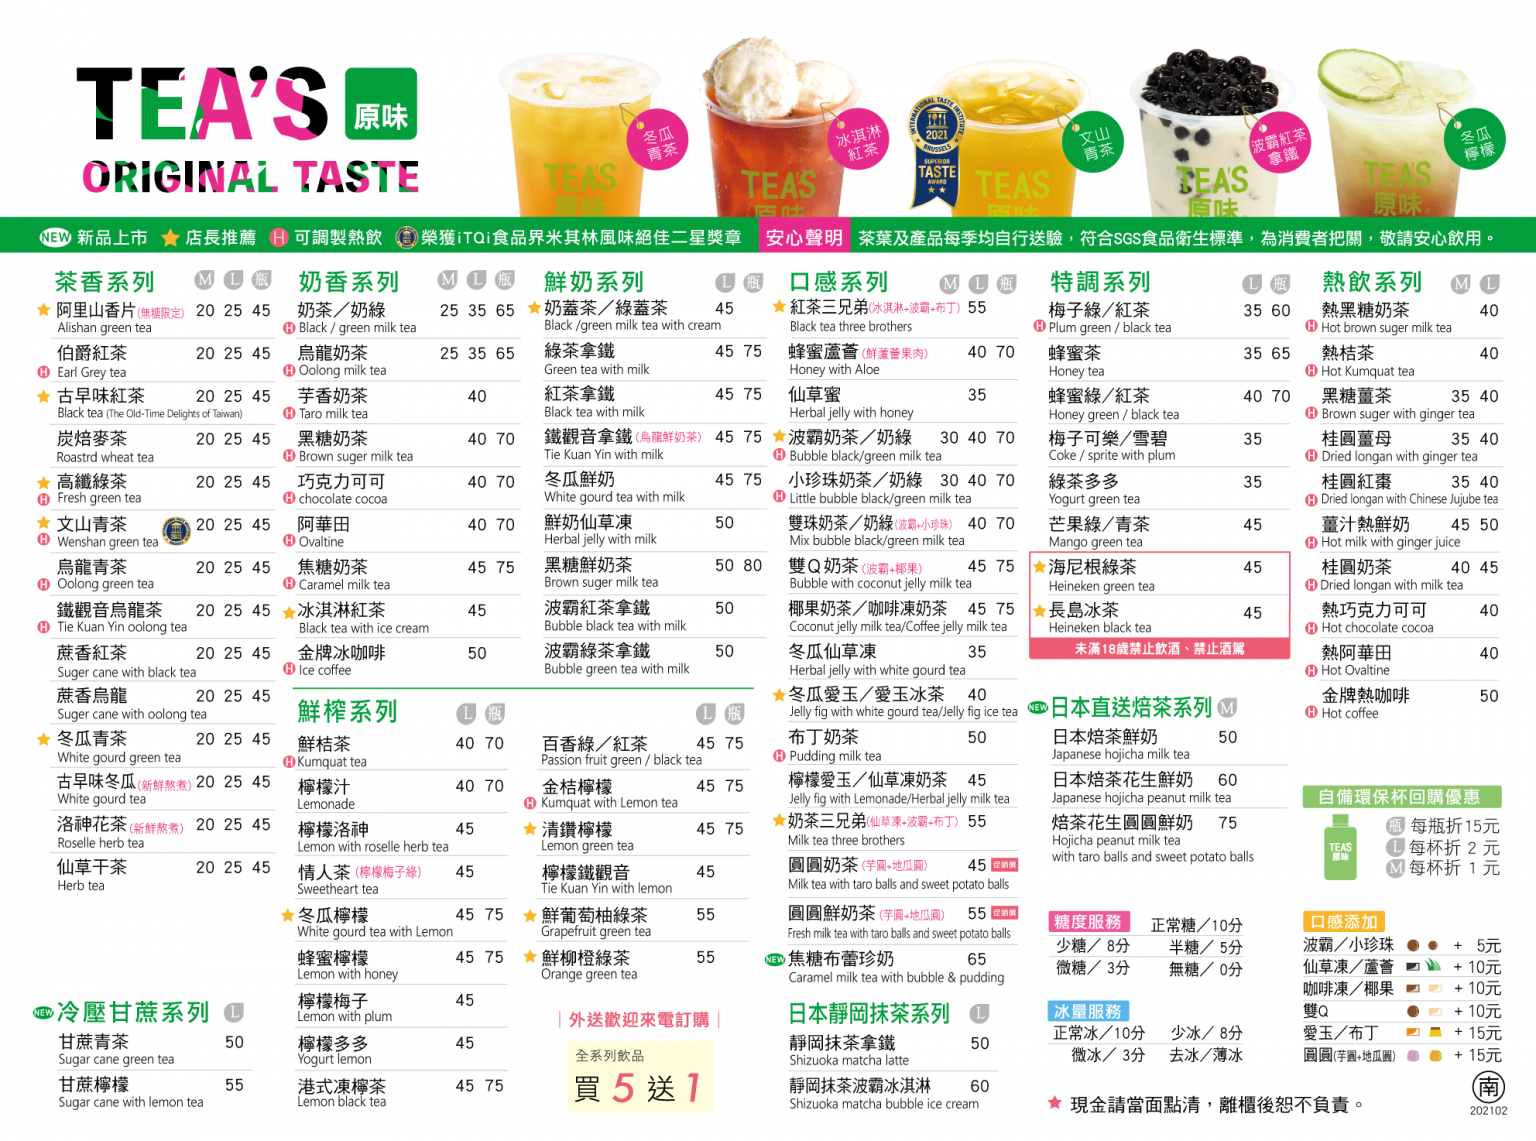 TEA'S 原味
ORIGINAL TASTE
冬瓜
青茶
冰淇淋
紅茶
INTERNATIONAL TASTE INSTITUTE
2021
BRUSSELS
SUPERIOR
TASTE
AWARD
文山
青茶
波霸紅茶
拿鐵
冬瓜
檸檬
TEA'S
原味
TEA'S
原味
TEA'S
原味
TEA'S
原味
TEA'S
原味
NEW 新品上市 店長推薦 H 可調製熱飲 榮獲iTQi食品界米其林風味絕佳二星獎章 安心聲明 茶葉及產品每季均自行送驗，符合SGS食品衛生標準，為消費者把關，敬請安心飲用。
茶香系列 M L 瓶
阿里山香片(無糖限定) 20 25 45
Alishan green tea
伯爵紅茶 20 25 45
H Earl Grey tea
古早味紅茶 20 25 45
Black tea (The Old-Time Delights of Taiwan)
炭焙麥茶 20 25 45
Roastrd wheat tea
高纖綠茶 20 25 45
H Fresh green tea
文山青茶 20 25 45
H Wenshan green tea
烏龍青茶 20 25 45
H Oolong green tea
鐵觀音烏龍茶 20 25 45
H Tie Kuan Yin oolong tea
蔗香紅茶 20 25 45
Suger cane with black tea
蔗香烏龍 20 25 45
Suger cane with oolong tea
冬瓜青茶 20 25 45
White gourd green tea
古早味冬瓜(新鮮熬煮) 20 25 45
White gourd tea
洛神花茶(新鮮熬煮) 20 25 45
Roselle herb tea
仙草干茶 20 25 45
Herb tea
NEW 冷壓甘蔗系列 L
甘蔗青茶 50
Sugar cane green tea
甘蔗檸檬 55
Sugar cane with lemon tea
奶香系列 M L 瓶
奶茶／奶綠 25 35 65
H Black / green milk tea
烏龍奶茶 25 35 65
H Oolong milk tea
芋香奶茶 40
H Taro milk tea
黑糖奶茶 40 70
H Brown sugar milk tea
巧克力可可 40 70
H chocolate cocoa
阿華田 40 70
H Ovaltine
焦糖奶茶 45 75
H Caramel milk tea
冰淇淋紅茶 45
Black tea with ice cream
金牌冰咖啡 50
H Ice coffee
鮮奶系列 L 瓶
奶蓋茶／綠蓋茶 45
Black /green milk tea with cream
綠茶拿鐵 45 75
Green tea with milk
紅茶拿鐵 45 75
Black tea with milk
鐵觀音拿鐵(烏龍鮮奶茶) 45 75
Tie Kuan Yin with milk
冬瓜鮮奶 45 75
White gourd tea with milk
鮮奶仙草凍 50
Herbal jelly with milk
黑糖鮮奶茶 50 80
Brown suger milk tea
波霸紅茶拿鐵 50
Bubble black tea with milk
波霸綠茶拿鐵 50
Bubble green tea with milk
鮮榨系列 L 瓶
鮮桔茶 40 70
H Kumquat tea
檸檬汁 40 70
Lemonade
檸檬洛神 45
Lemon with roselle herb tea
情人茶(檸檬梅子綠) 45
Sweetheart tea
冬瓜檸檬 45 75
White gourd tea with Lemon
蜂蜜檸檬 45 75
Lemon with honey
檸檬梅子 45
Lemon with plum
檸檬多多 45
Yogurt lemon
港式凍檸茶 45 75
Lemon black tea
L 瓶
百香綠／紅茶 45 75
Passion fruit green / black tea
金桔檸檬 45 75
H Kumquat with Lemon tea
清鑽檸檬 45 75
Lemon green tea
檸檬鐵觀音 45
Tie Kuan Yin with lemon
鮮葡萄柚綠茶 55
Grapefruit green tea
鮮柳橙綠茶 55
Orange green tea
｜外送歡迎來電訂購｜
全系列飲品
買 5 送 1
口感系列 M L 瓶
紅茶三兄弟(冰淇淋+波霸+布丁) 55
Black tea three brothers
蜂蜜蘆薈(鮮蘆薈果肉) 40 70
Honey with Aloe
仙草蜜 35
Herbal jelly with honey
波霸奶茶／奶綠 30 40 70
H Bubble black/green milk tea
小珍珠奶茶／奶綠 30 40 70
H Little bubble black/green milk tea
雙珠奶茶／奶綠(波霸+小珍珠) 40 70
Mix bubble black/green milk tea
雙Q奶茶(波霸+椰果) 45 75
Bubble with coconut jelly milk tea
椰果奶茶／咖啡凍奶茶 45 75
Coconut jelly milk tea/Coffee jelly milk tea
冬瓜仙草凍 35
Herbal jelly with white gourd tea
冬瓜愛玉／愛玉冰茶 40
Jelly fig with white gourd tea/Jelly fig ice tea
布丁奶茶 50
H Pudding milk tea
檸檬愛玉／仙草凍奶茶 45
Jelly fig with Lemonade/Herbal jelly milk tea
奶茶三兄弟(仙草凍+波霸+布丁) 55
Milk tea three brothers
圓圓奶茶(芋圓+地瓜圓) 45 促銷價
Milk tea with taro balls and sweet potato balls
圓圓鮮奶茶(芋圓+地瓜圓) 55 促銷價
Fresh milk tea with taro balls and sweet potato balls
NEW 焦糖布蕾珍奶 65
Caramel milk tea with bubble & pudding
日本靜岡抹茶系列 L
靜岡抹茶拿鐵 50
Shizuoka matcha latte
靜岡抹茶波霸冰淇淋 60
Shizuoka matcha bubble ice cream
特調系列 L 瓶
梅子綠/紅茶 35 60
H Plum green / black tea
蜂蜜茶 35 65
Honey tea
蜂蜜綠/紅茶 40 70
Honey green / black tea
梅子可樂／雪碧 35
Coke / sprite with plum
綠茶多多 35
Yogurt green tea
芒果綠／青茶 45
Mango green tea
海尼根綠茶 45
Heineken green tea
長島冰茶 45
Heineken black tea
未滿18歲禁止飲酒、禁止酒駕
NEW 日本直送焙茶系列 M
日本焙茶鮮奶 50
Japanese hojicha milk tea
日本焙茶花生鮮奶 60
Japanese hojicha peanut milk tea
焙茶花生圓圓鮮奶 75
Hojicha peanut milk tea
with taro balls and sweet potato balls
糖度服務 正常糖／10分
少糖／ 8分 半糖／ 5分
微糖／ 3分 無糖／ 0分
冰量服務
正常冰／10分 少冰／ 8分
微冰／ 3分 去冰／薄冰
熱飲系列 M L
熱黑糖奶茶 40
H Hot brown suger milk tea
熱桔茶 40
H Hot Kumquat tea
黑糖薑茶 35 40
H Brown suger with ginger tea
桂圓薑母 35 40
H Dried longan with ginger tea
桂圓紅棗 35 40
H Dried longan with Chinese Jujube tea
薑汁熱鮮奶 45 50
H Hot milk with ginger juice
桂圓奶茶 40 45
H Dried longan with milk tea
熱巧克力可可 40
H Hot chocolate cocoa
熱阿華田 40
H Hot Ovaltine
金牌熱咖啡 50
H Hot coffee
自備環保杯回購優惠
TEAS
原味
瓶 每瓶折15元
L 每杯折 2 元
M 每杯折 1 元
口感添加
波霸／小珍珠 + 5元
仙草凍／蘆薈 + 10元
咖啡凍／椰果 + 10元
雙Q + 10元
愛玉／布丁 + 15元
圓圓(芋圓+地瓜圓) + 15元
現金請當面點清，離櫃後恕不負責。
南
202102